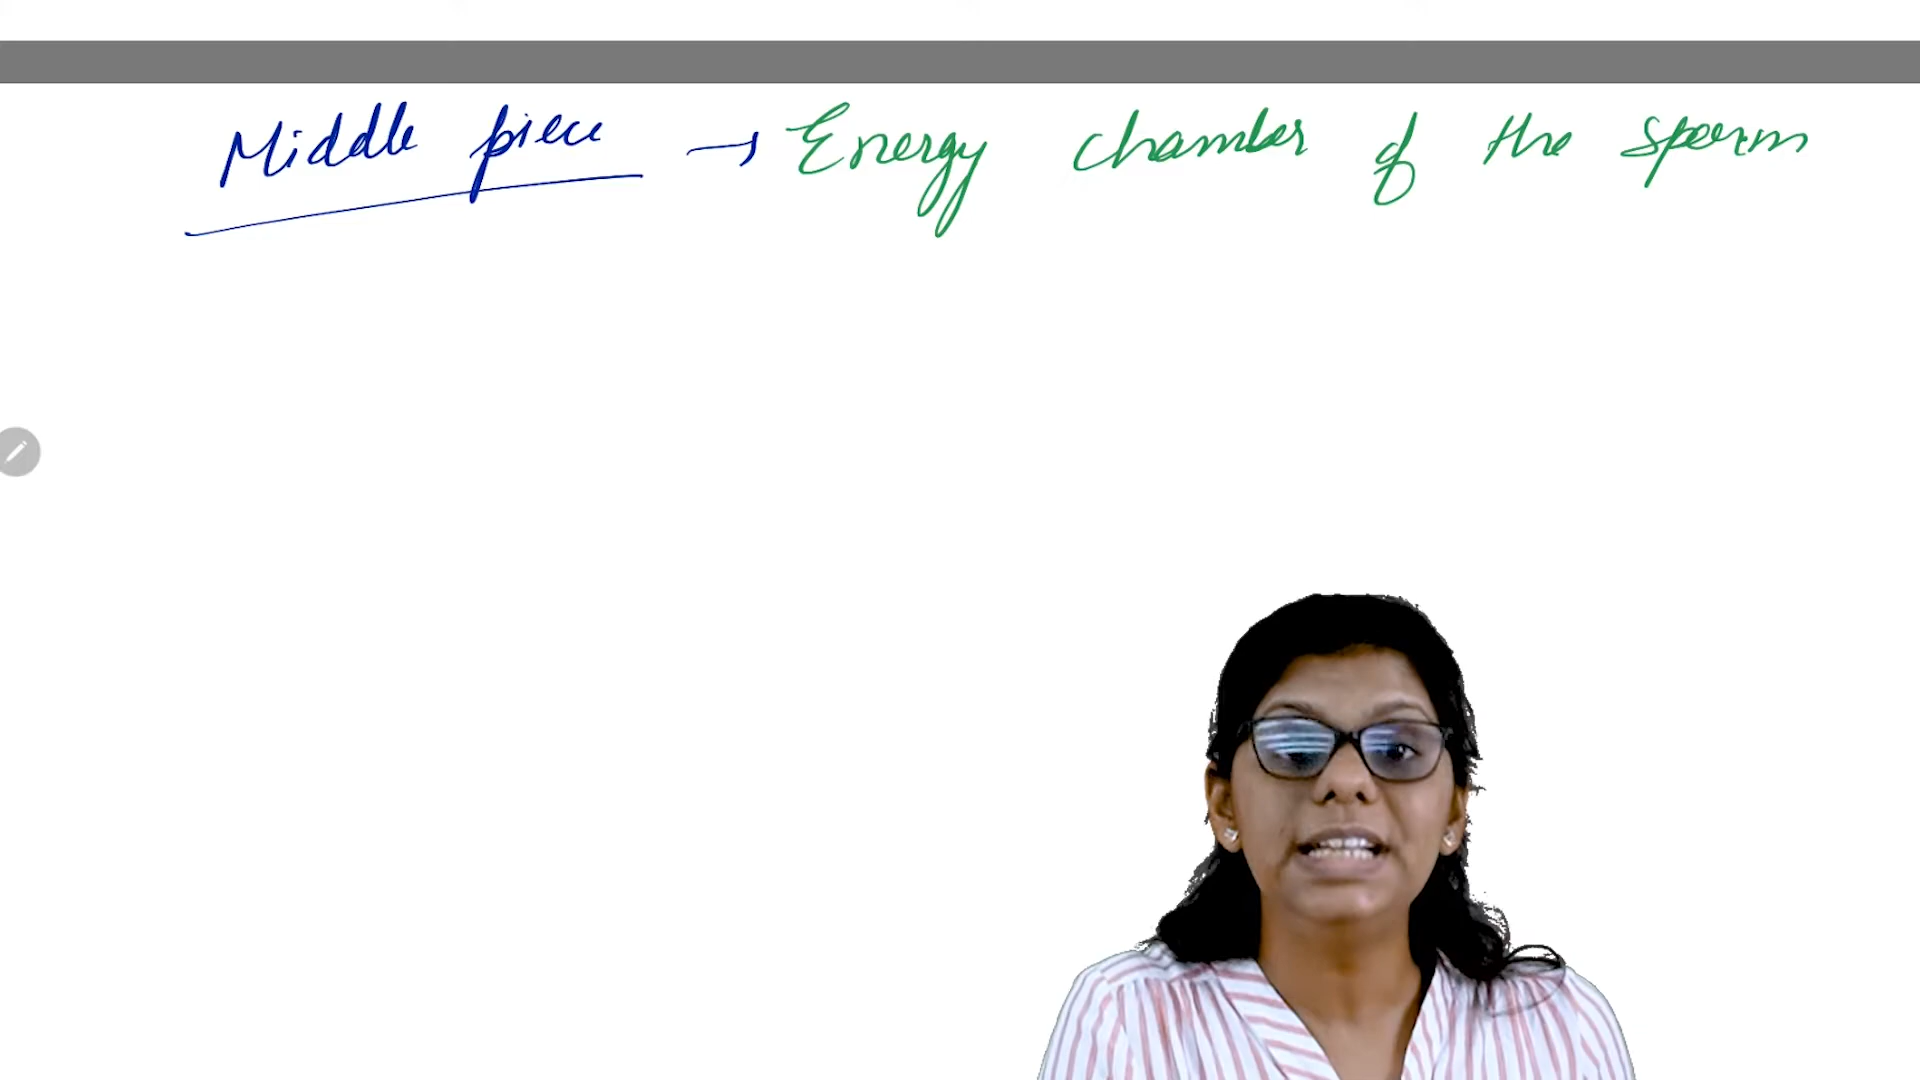 Middle piece → Energy chamber of the sperm